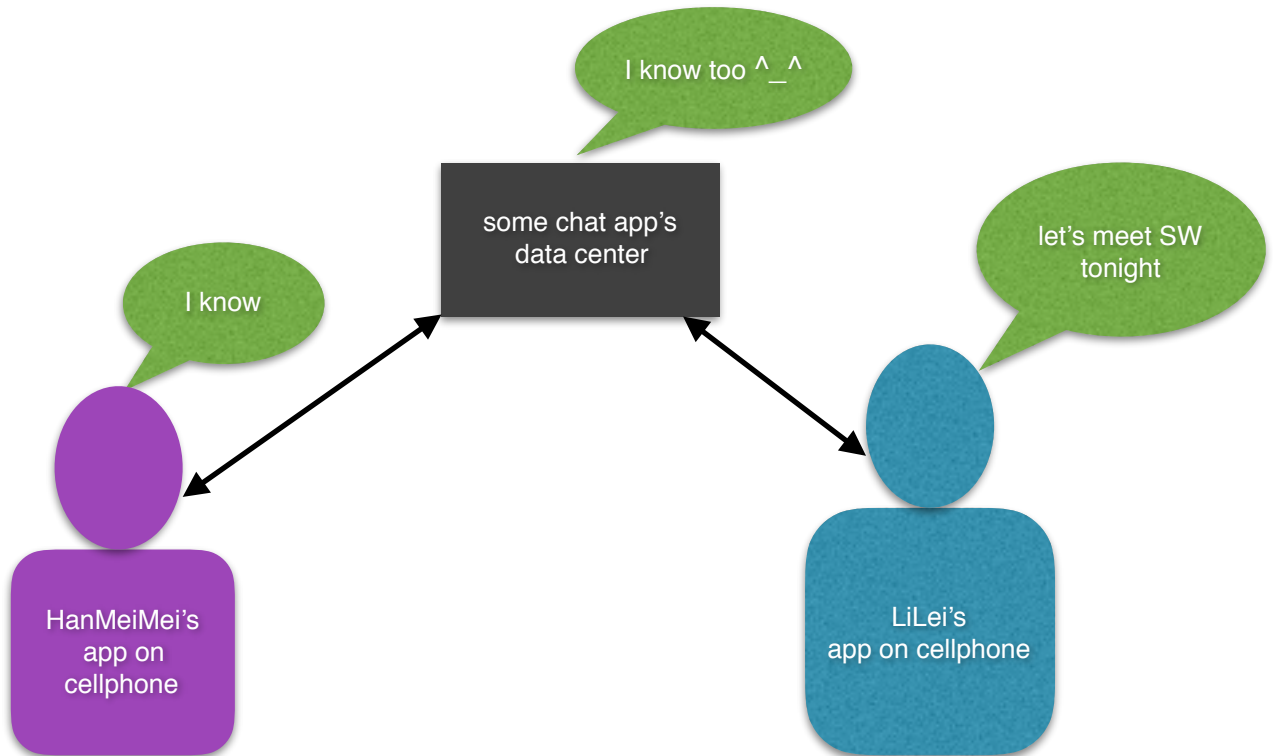 I know too ^_^
some chat app's
data center
let's meet SW
tonight
I know
HanMeiMei's
app on
cellphone
LiLei's
app on cellphone